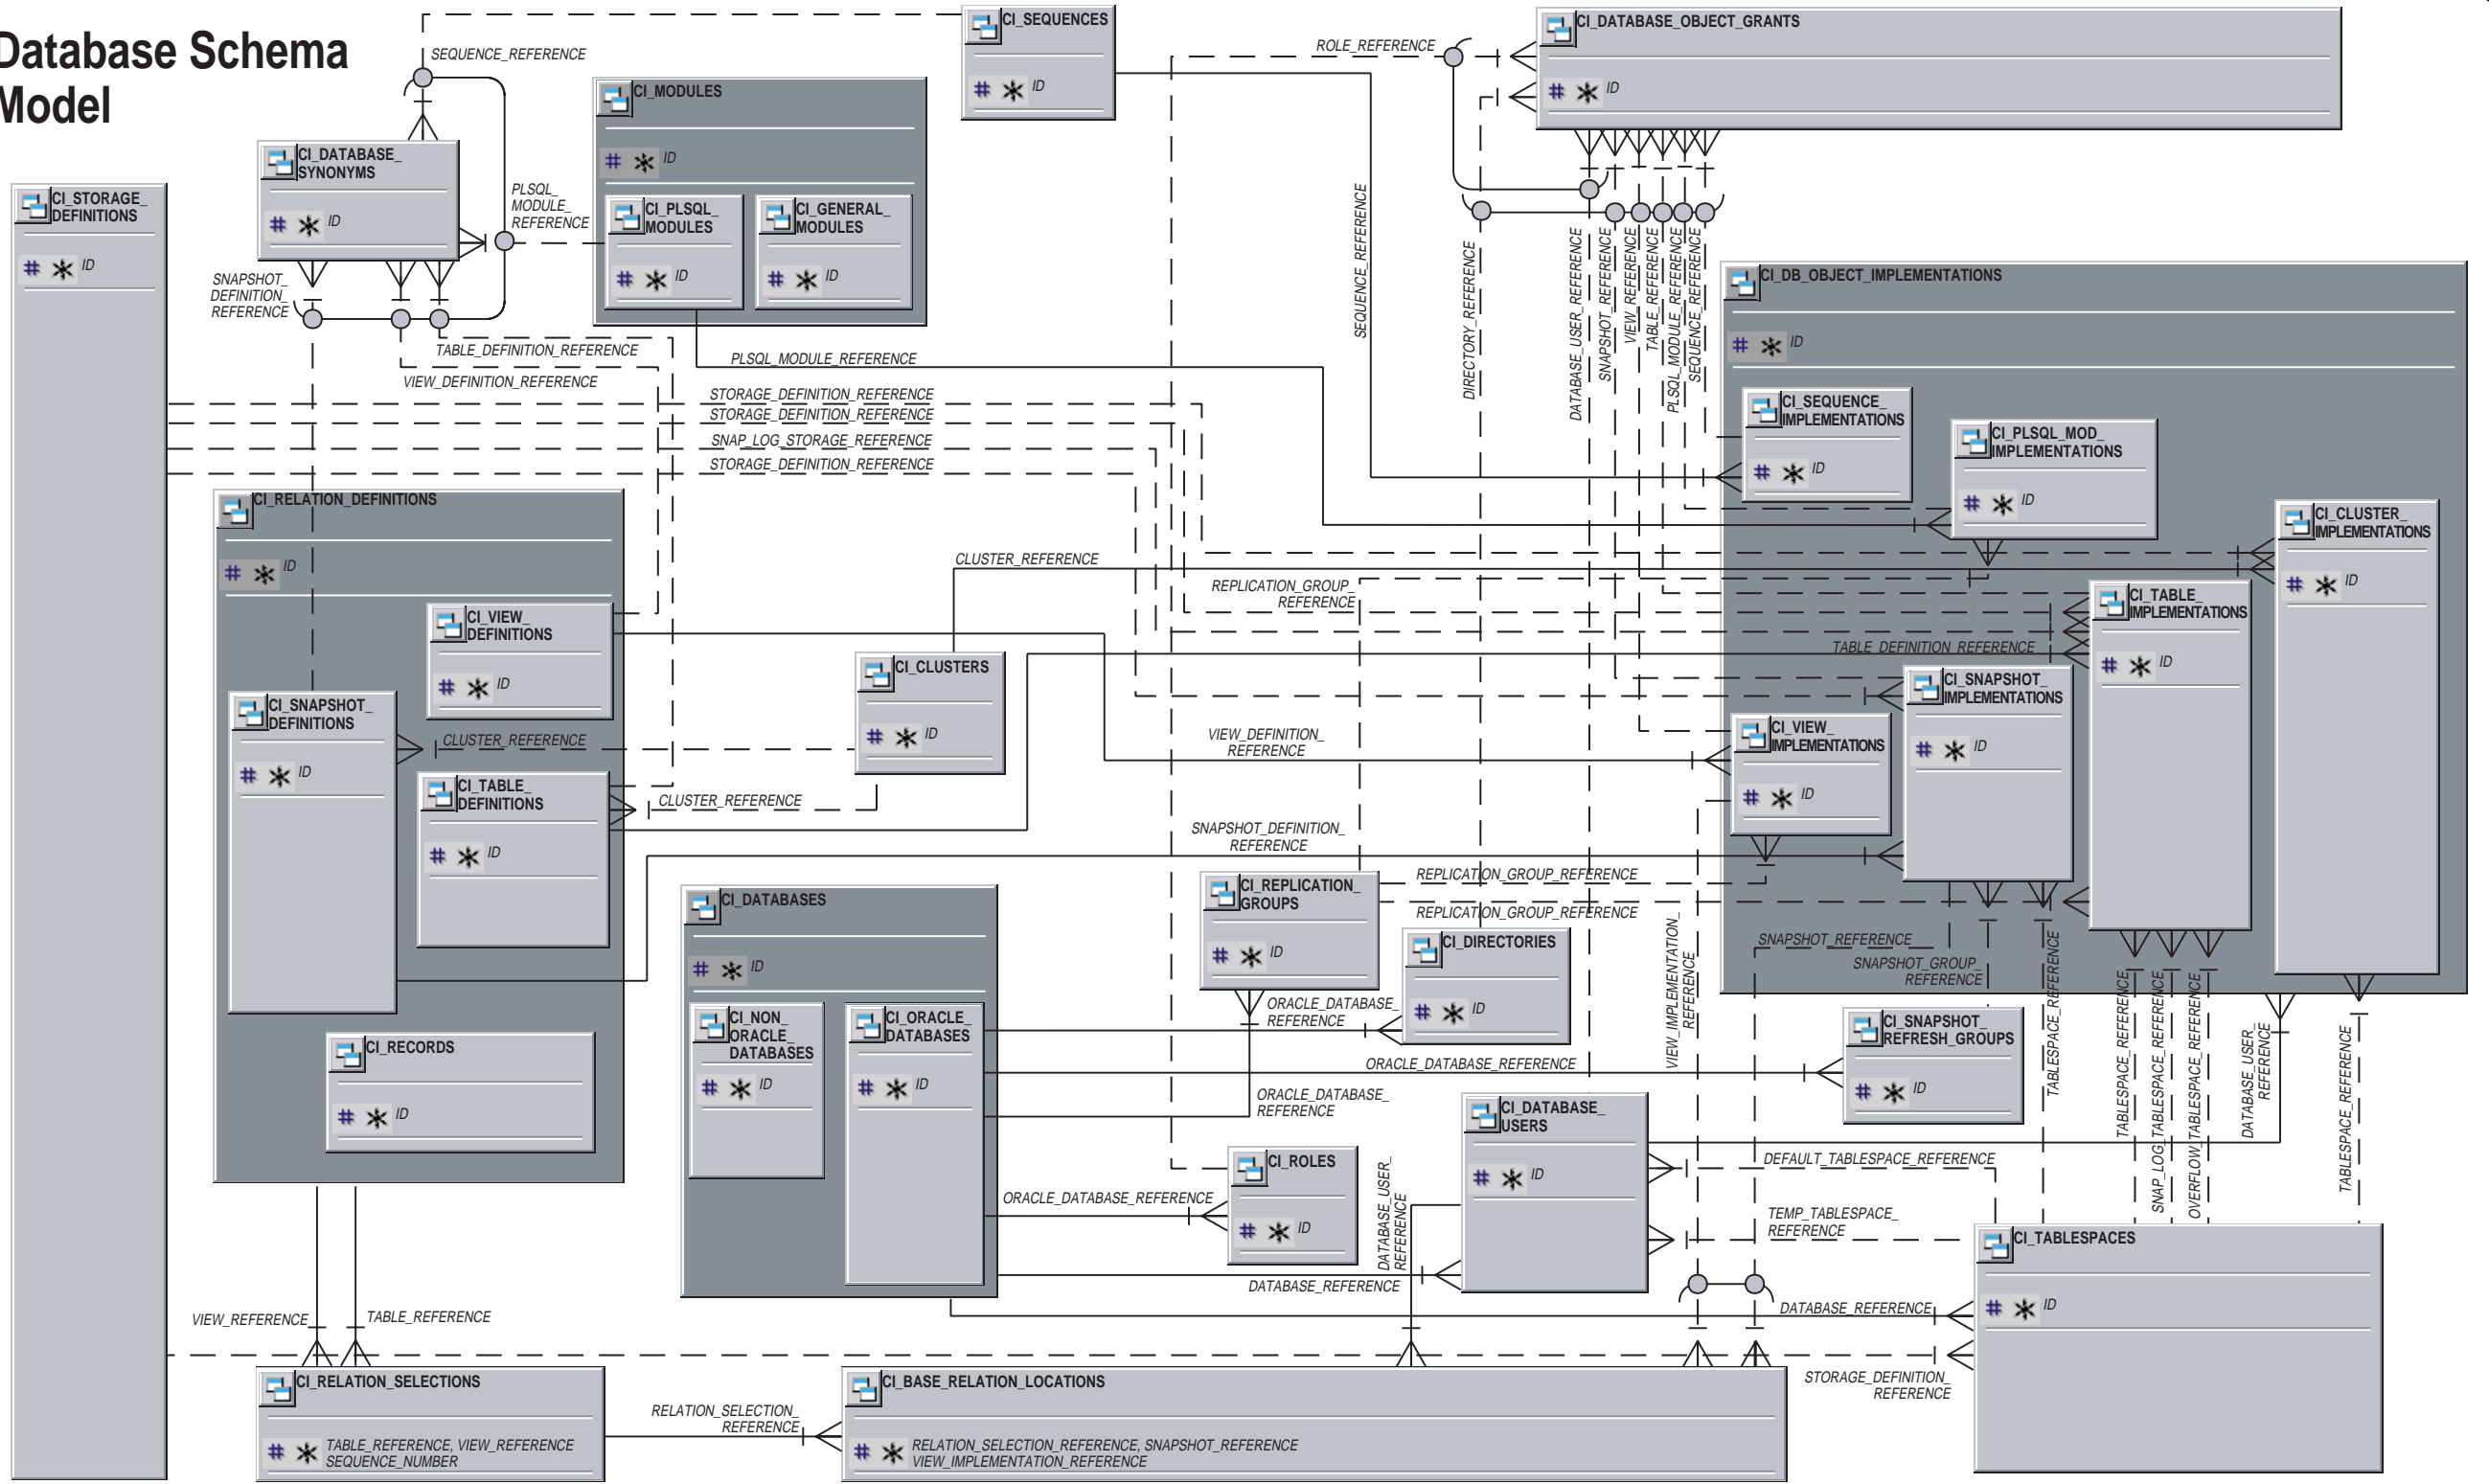 Database Schema
Model
CI_SEQUENCES
# * ID
CI_DATABASE_OBJECT_GRANTS
# * ID
SEQUENCE_REFERENCE
ROLE_REFERENCE
CI_MODULES
# * ID
CI_PLSQL_
MODULES
# * ID
CI_GENERAL_
MODULES
# * ID
CI_DATABASE_
SYNONYMS
# * ID
PLSQL_
MODULE_
REFERENCE
CI_STORAGE_
DEFINITIONS
# * ID
SNAPSHOT_
DEFINITION_
REFERENCE
TABLE_DEFINITION_REFERENCE
VIEW_DEFINITION_REFERENCE
PLSQL_MODULE_REFERENCE
STORAGE_DEFINITION_REFERENCE
STORAGE_DEFINITION_REFERENCE
SNAP_LOG_STORAGE_REFERENCE
STORAGE_DEFINITION_REFERENCE
SEQUENCE_REFERENCE
DIRECTORY_REFERENCE
DATABASE_USER_REFERENCE
SNAPSHOT_REFERENCE
VIEW_REFERENCE
TABLE_REFERENCE
PLSQL_MODULE_REFERENCE
SEQUENCE_REFERENCE
CI_DB_OBJECT_IMPLEMENTATIONS
# * ID
CI_SEQUENCE_
IMPLEMENTATIONS
# * ID
CI_PLSQL_MOD_
IMPLEMENTATIONS
# * ID
CI_CLUSTER_
IMPLEMENTATIONS
# * ID
CI_TABLE_
IMPLEMENTATIONS
# * ID
CI_SNAPSHOT_
IMPLEMENTATIONS
# * ID
CI_VIEW_
IMPLEMENTATIONS
# * ID
CI_RELATION_DEFINITIONS
# * ID
CI_VIEW_
DEFINITIONS
# * ID
CI_SNAPSHOT_
DEFINITIONS
# * ID
CI_TABLE_
DEFINITIONS
# * ID
CI_RECORDS
# * ID
CLUSTER_REFERENCE
REPLICATION_GROUP_
REFERENCE
TABLE_DEFINITION_REFERENCE
CI_CLUSTERS
# * ID
CLUSTER_REFERENCE
CLUSTER_REFERENCE
VIEW_DEFINITION_
REFERENCE
SNAPSHOT_DEFINITION_
REFERENCE
CI_DATABASES
# * ID
CI_NON_
ORACLE_
DATABASES
# * ID
CI_ORACLE_
DATABASES
# * ID
CI_REPLICATION_
GROUPS
# * ID
REPLICATION_GROUP_REFERENCE
REPLICATION_GROUP_REFERENCE
CI_DIRECTORIES
# * ID
ORACLE_DATABASE_
REFERENCE
ORACLE_DATABASE_REFERENCE
ORACLE_DATABASE_
REFERENCE
VIEW_IMPLEMENTATION_
REFERENCE
SNAPSHOT_REFERENCE
SNAPSHOT_GROUP_
REFERENCE
TABLESPACE_REFERENCE
CI_SNAPSHOT_
REFRESH_GROUPS
# * ID
TABLESPACE_REFERENCE
SNAP_LOG_TABLESPACE_REFERENCE
OVERFLOW_TABLESPACE_REFERENCE
DATABASE_USER_
REFERENCE
TABLESPACE_REFERENCE
CI_DATABASE_
USERS
# * ID
CI_ROLES
# * ID
ORACLE_DATABASE_REFERENCE
DATABASE_USER_
REFERENCE
DATABASE_REFERENCE
DEFAULT_TABLESPACE_REFERENCE
TEMP_TABLESPACE_
REFERENCE
CI_TABLESPACES
# * ID
DATABASE_REFERENCE
STORAGE_DEFINITION_
REFERENCE
VIEW_REFERENCE
TABLE_REFERENCE
CI_RELATION_SELECTIONS
# * TABLE_REFERENCE, VIEW_REFERENCE
SEQUENCE_NUMBER
RELATION_SELECTION_
REFERENCE
CI_BASE_RELATION_LOCATIONS
# * RELATION_SELECTION_REFERENCE, SNAPSHOT_REFERENCE
VIEW_IMPLEMENTATION_REFERENCE